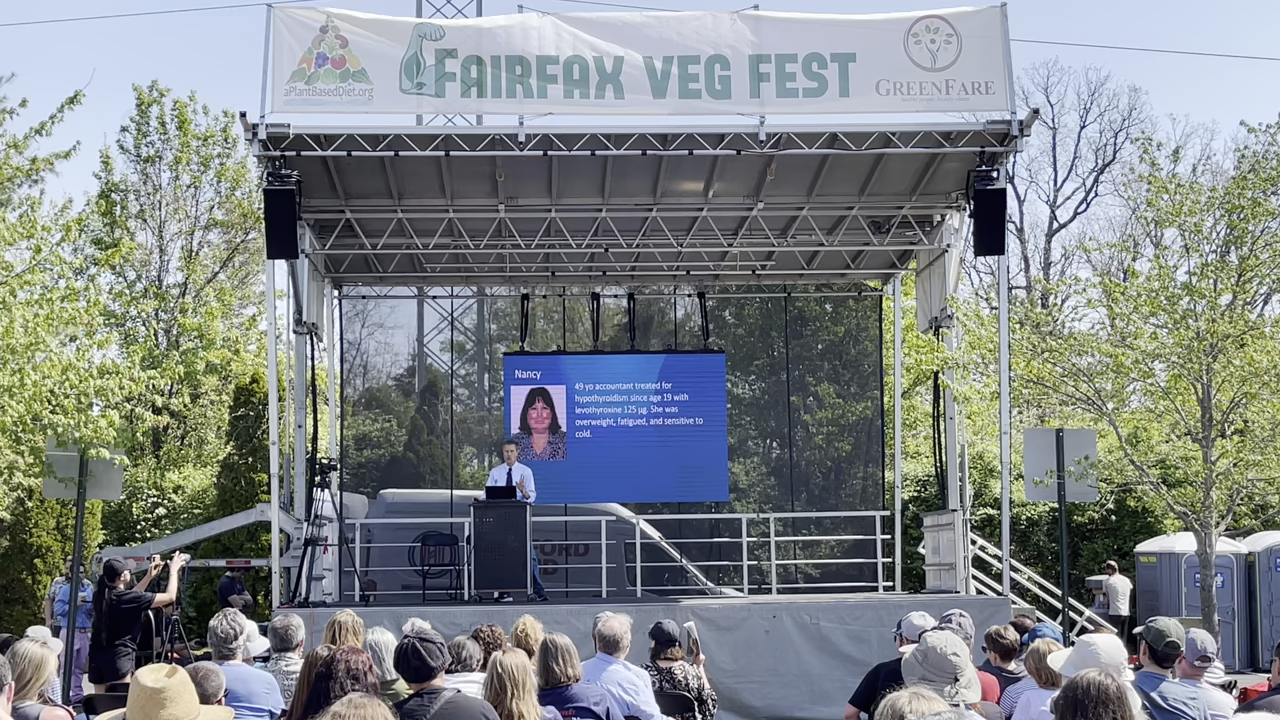 FAIRFAX VEG FEST
aPlantBasedDiet.org
GREENFARE
Nancy
49 yo accountant treated for
hypothyroidism since age 19 with
levothyroxine 125 μg. She was
overweight, fatigued, and sensitive to
cold.